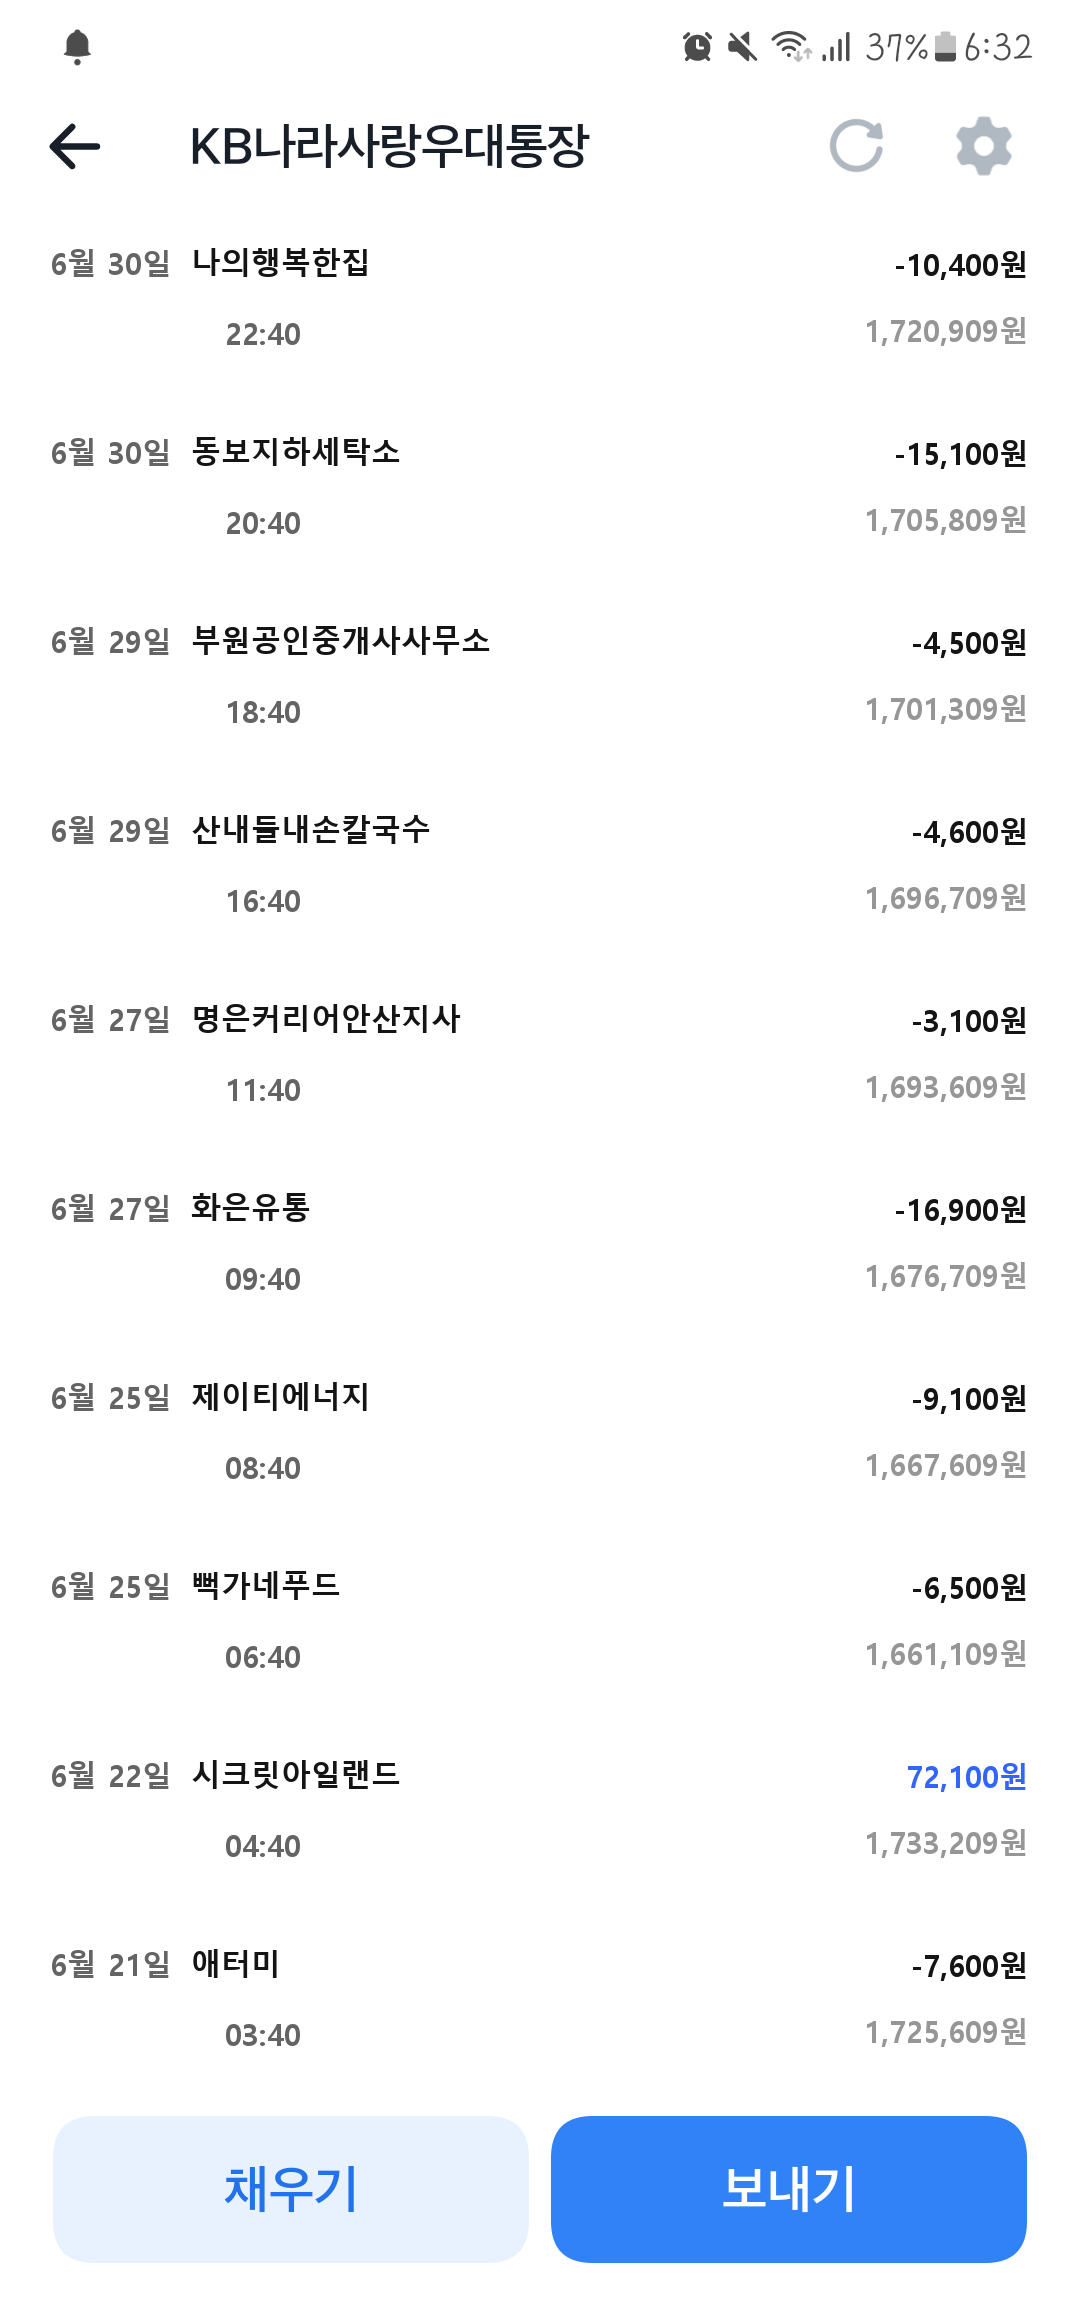 37% 6:32
KB나라사랑우대통장
6월 30일 나의행복한집 -10,400원
22:40 1,720,909원
6월 30일 동보지하세탁소 -15,100원
20:40 1,705,809원
6월 29일 부원공인중개사사무소 -4,500원
18:40 1,701,309원
6월 29일 산내들내손칼국수 -4,600원
16:40 1,696,709원
6월 27일 명은커리어안산지사 -3,100원
11:40 1,693,609원
6월 27일 화은유통 -16,900원
09:40 1,676,709원
6월 25일 제이티에너지 -9,100원
08:40 1,667,609원
6월 25일 뻑가네푸드 -6,500원
06:40 1,661,109원
6월 22일 시크릿아일랜드 72,100원
04:40 1,733,209원
6월 21일 애터미 -7,600원
03:40 1,725,609원
채우기 보내기